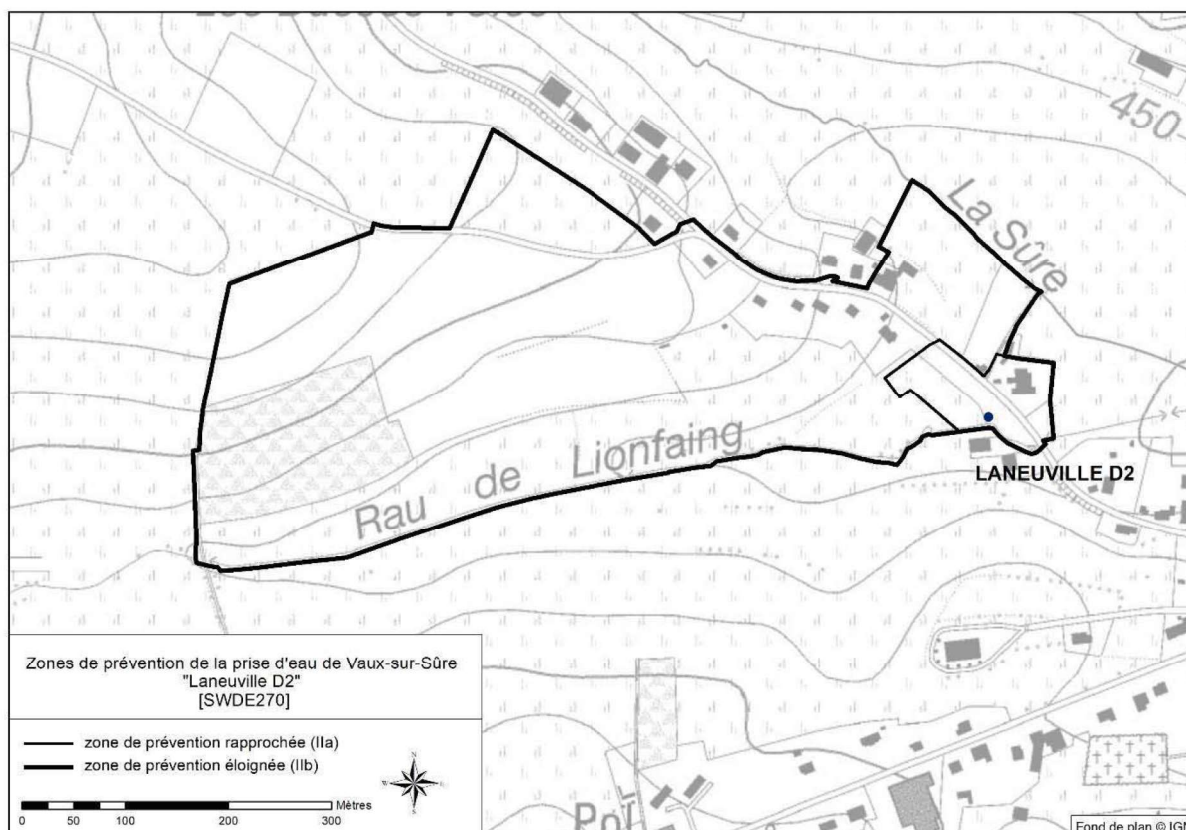 450
La Sûre
Rau de Lionfaing
LANEUVILLE D2
Zones de prévention de la prise d'eau de Vaux-sur-Sûre
"Laneuville D2"
[SWDE270]
zone de prévention rapprochée (IIa)
zone de prévention éloignée (IIb)
N
W
E
S
Mètres
0 50 100 200 300
Fond de plan © IGN